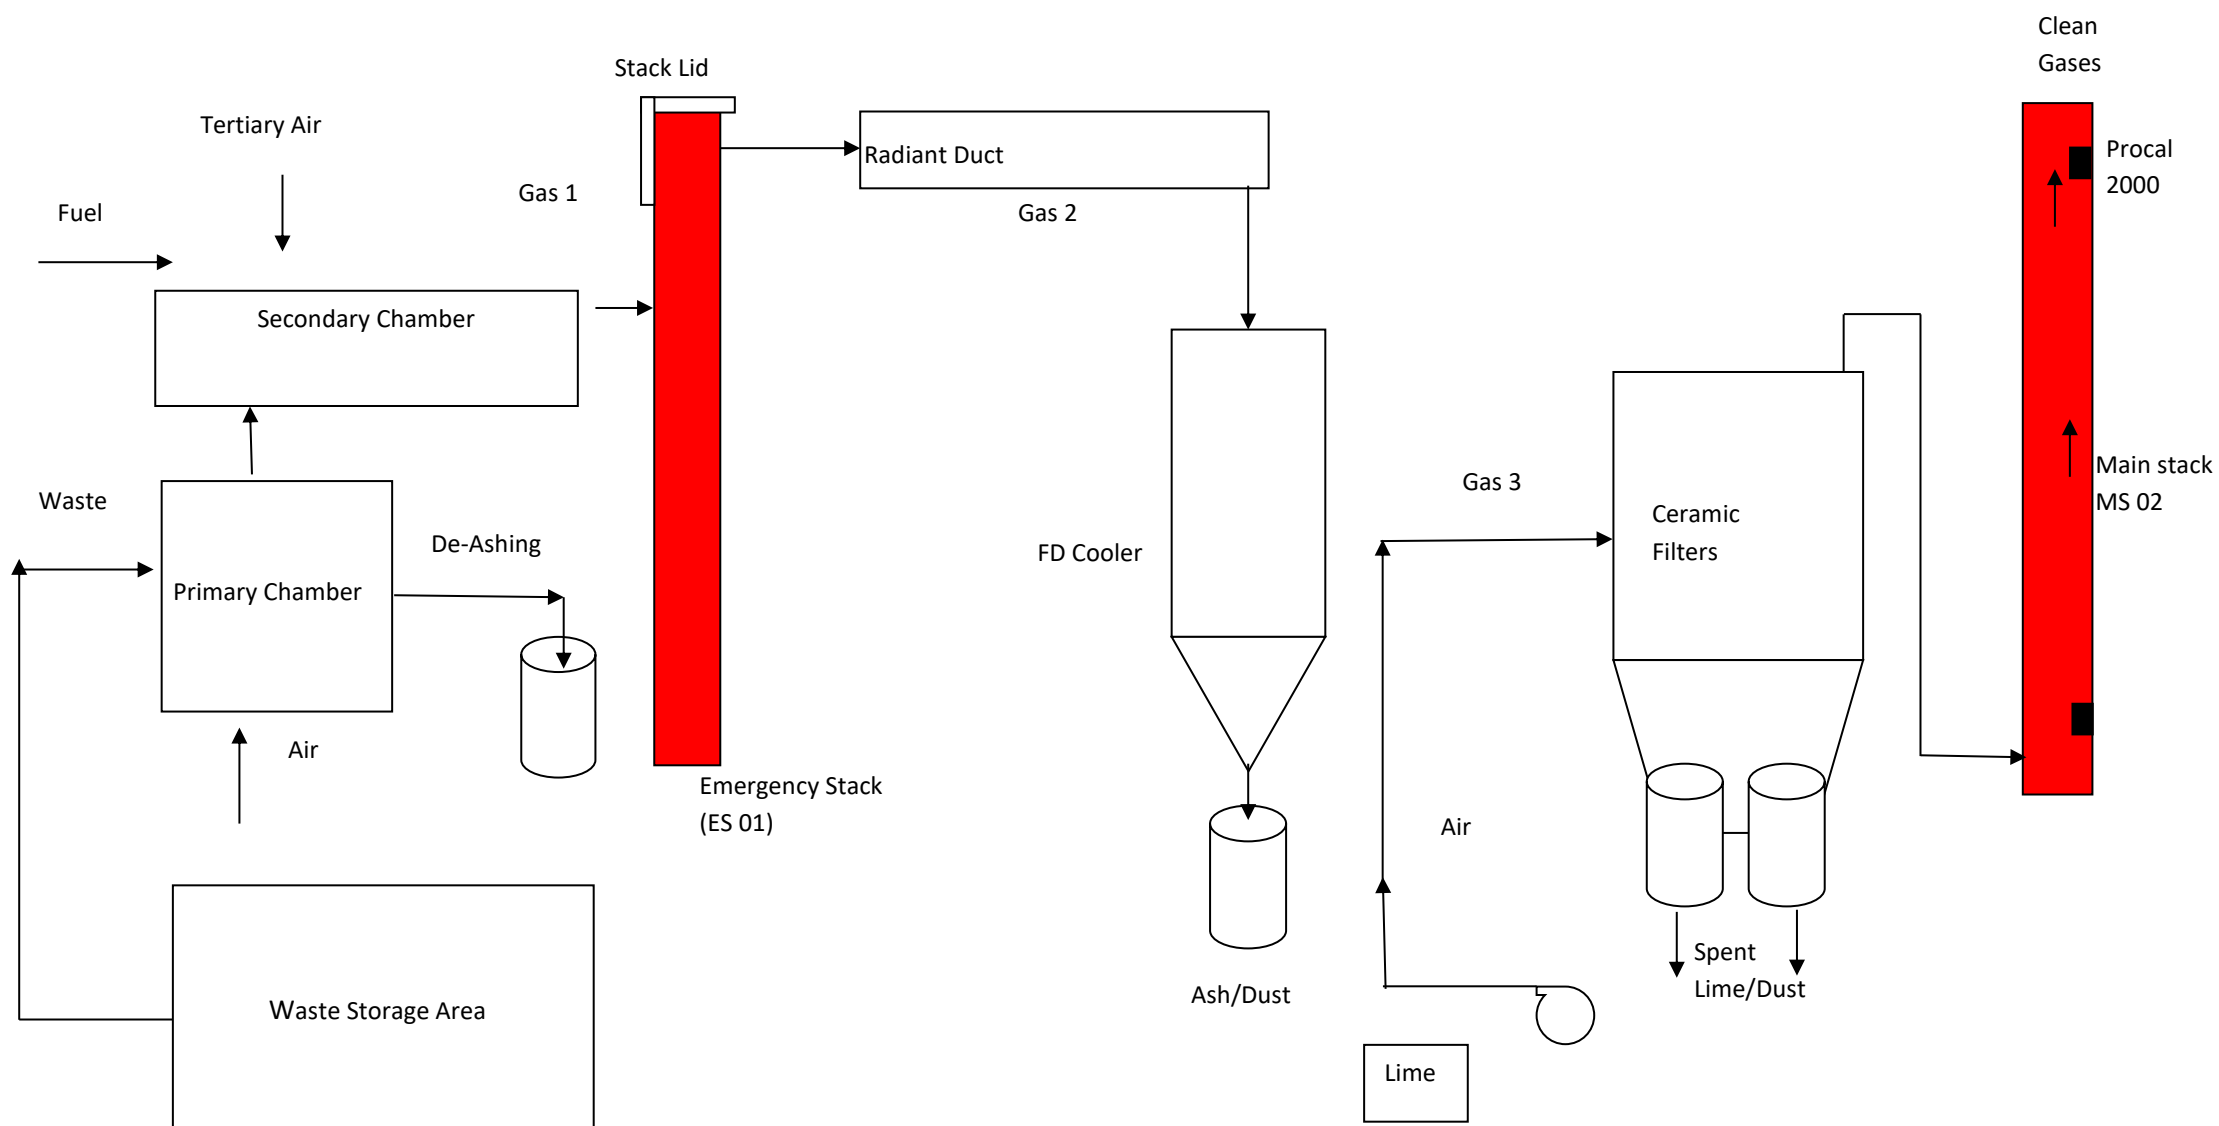 Clean
Gases
Stack Lid
Tertiary Air
Procal
2000
Radiant Duct
Gas 1
Fuel
Gas 2
Secondary Chamber
Main stack
MS 02
Gas 3
Waste
Ceramic
Filters
De-Ashing
FD Cooler
Primary Chamber
Air
Emergency Stack
(ES 01)
Air
Spent
Lime/Dust
Ash/Dust
Waste Storage Area
Lime